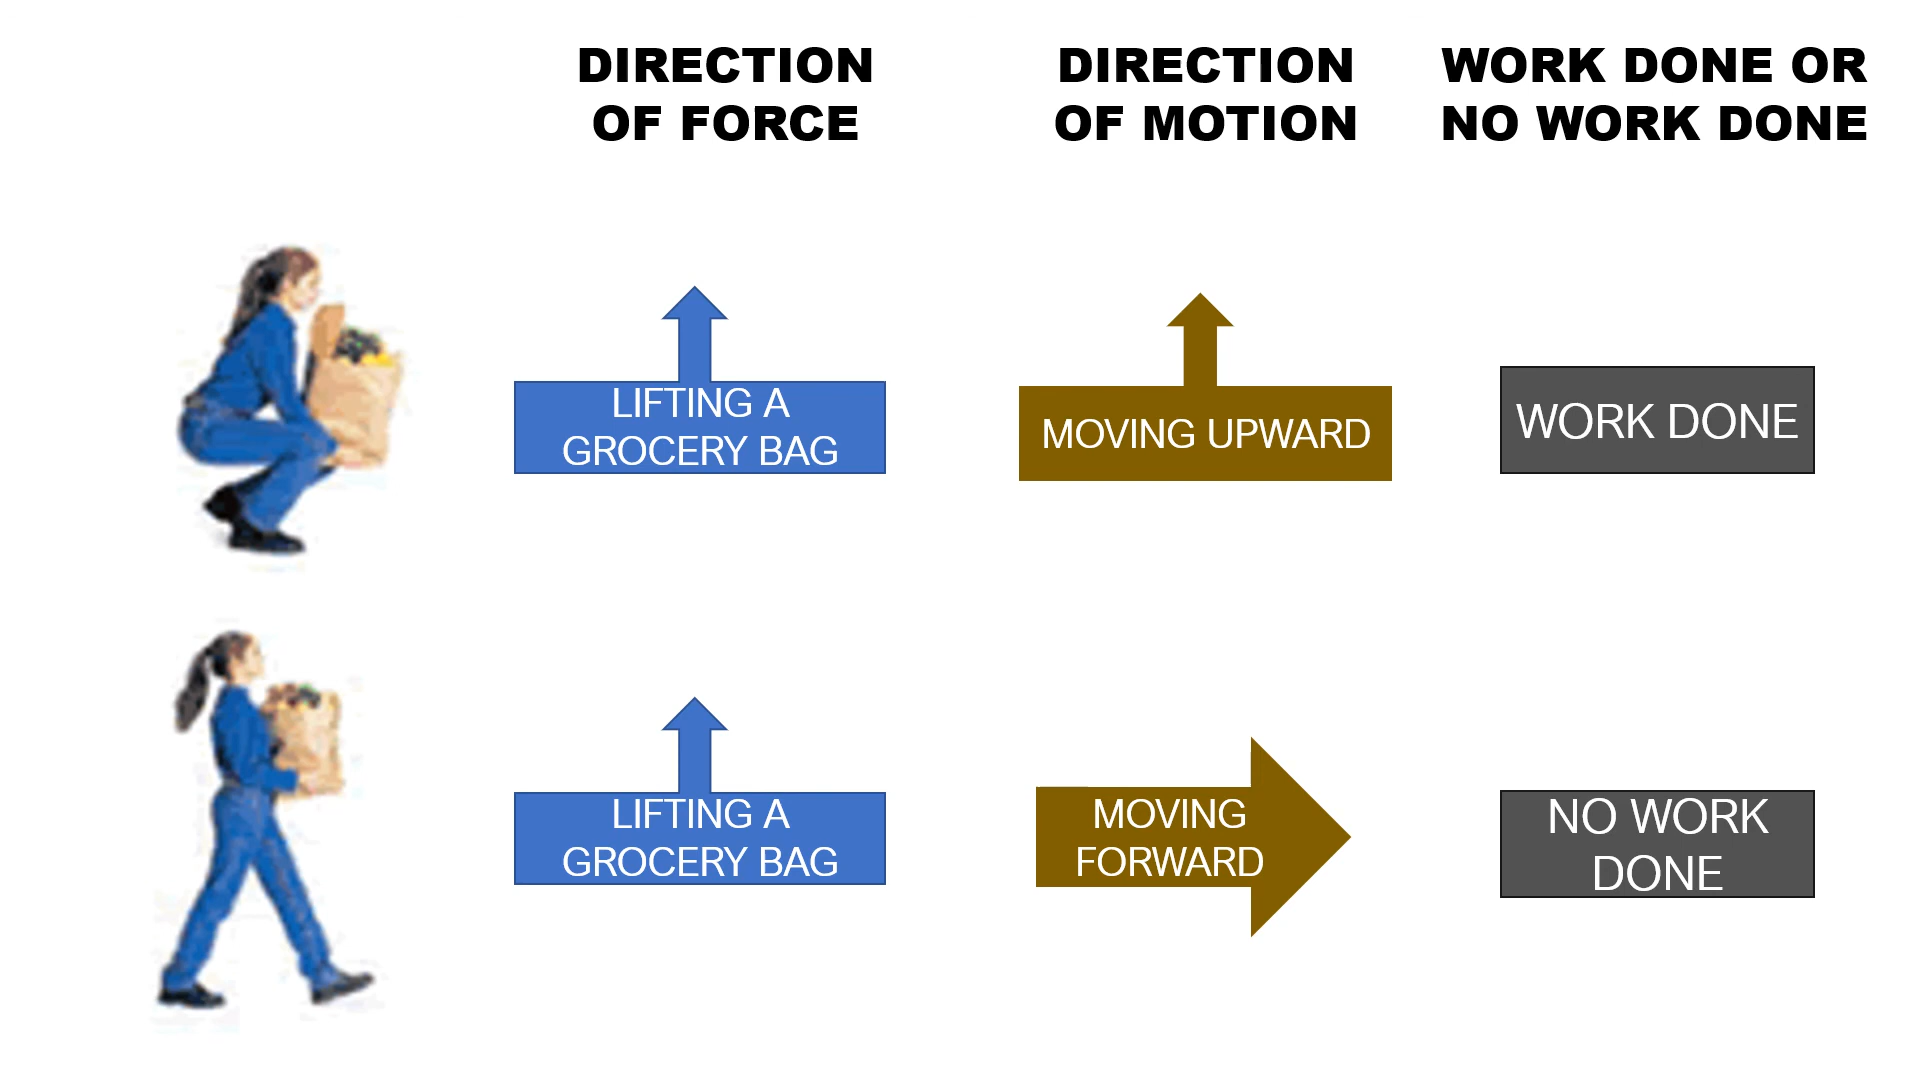 DIRECTION
OF FORCE
DIRECTION
OF MOTION
WORK DONE OR
NO WORK DONE
LIFTING A
GROCERY BAG
MOVING UPWARD
WORK DONE
LIFTING A
GROCERY BAG
MOVING
FORWARD
NO WORK
DONE